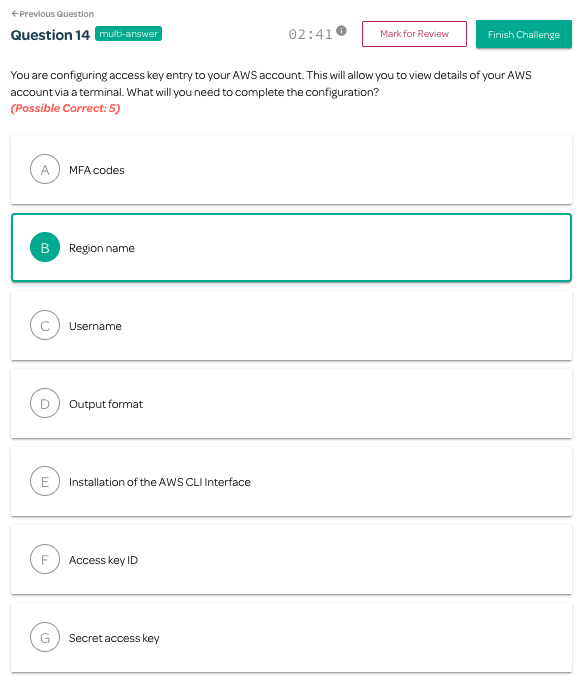 ←Previous Question
Question 14 multi-answer 02:41 i Mark for Review Finish Challenge
You are configuring access key entry to your AWS account. This will allow you to view details of your AWS
account via a terminal. What will you need to complete the configuration?
(Possible Correct: 5)
A MFA codes
B Region name
C Username
D Output format
E Installation of the AWS CLI Interface
F Access key ID
G Secret access key